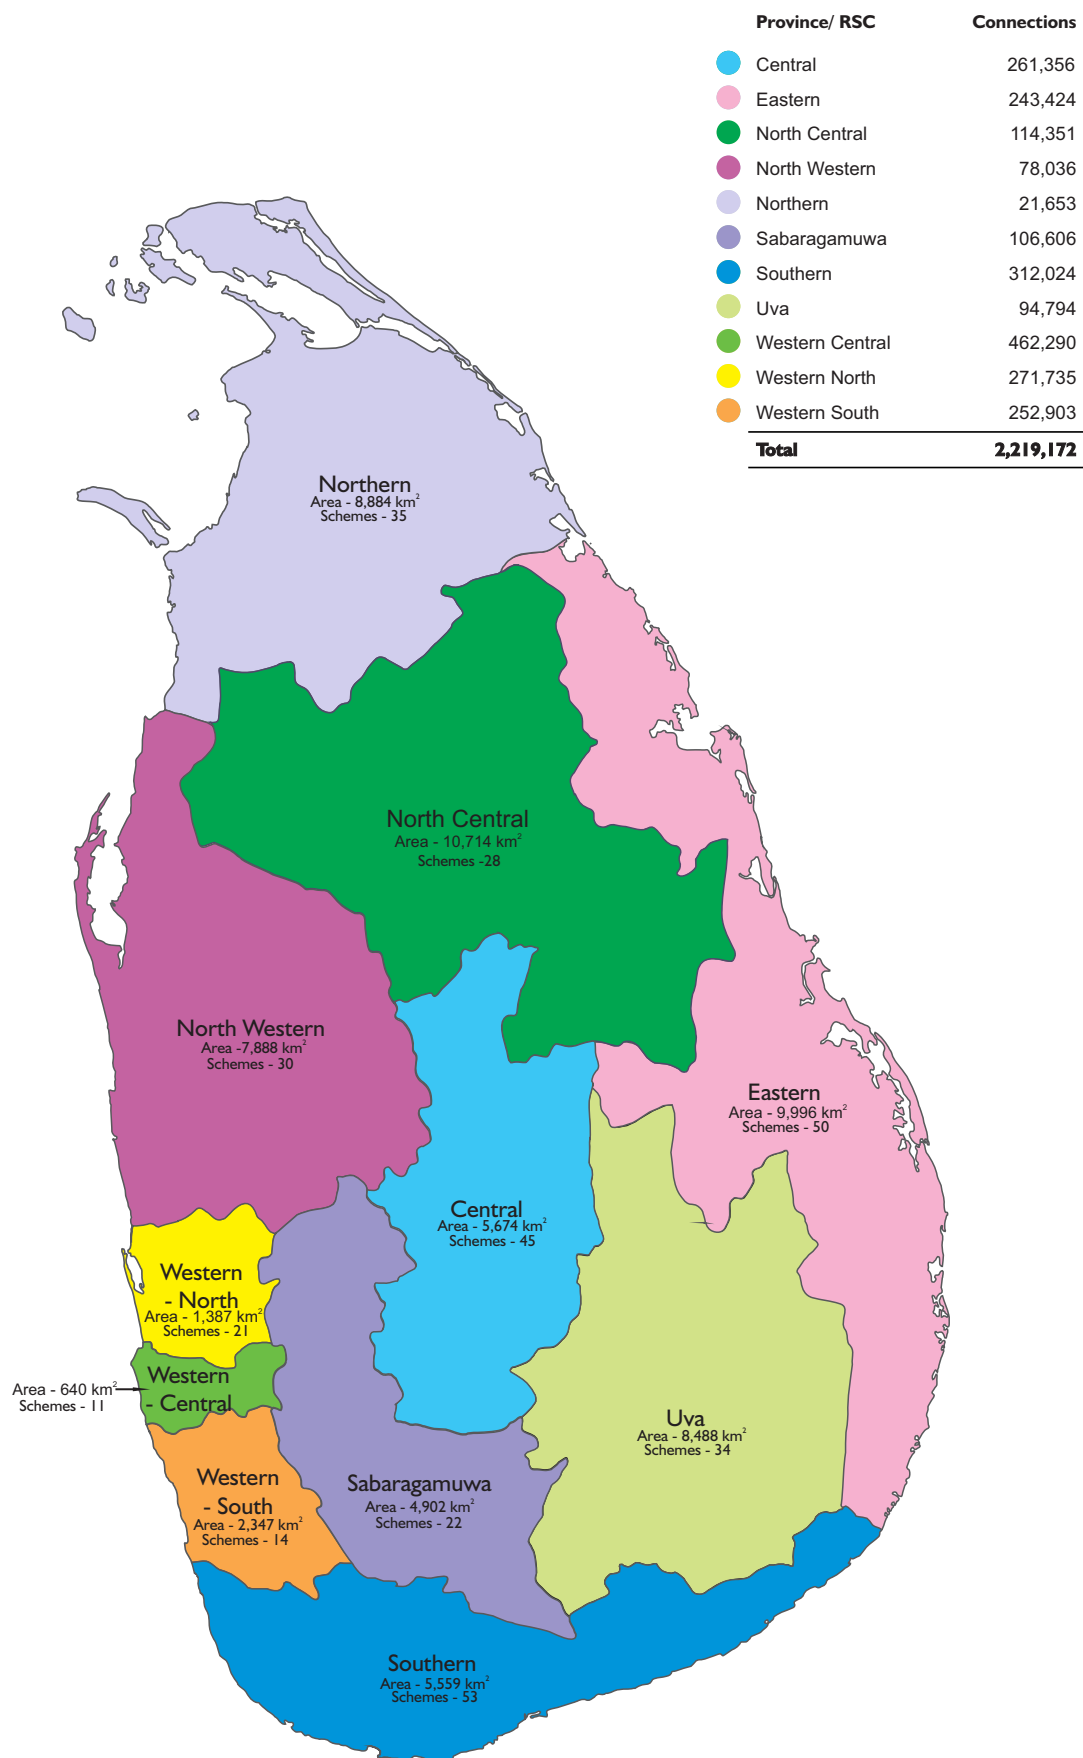 Province/ RSC Connections
Central 261,356
Eastern 243,424
North Central 114,351
North Western 78,036
Northern 21,653
Sabaragamuwa 106,606
Southern 312,024
Uva 94,794
Western Central 462,290
Western North 271,735
Western South 252,903
Total 2,219,172
Northern
Area - 8,884 km²
Schemes - 35
North Central
Area - 10,714 km²
Schemes -28
North Western
Area -7,888 km²
Schemes - 30
Eastern
Area - 9,996 km²
Schemes - 50
Central
Area - 5,674 km²
Schemes - 45
Western
- North
Area - 1,387 km²
Schemes - 21
Western
- Central
Area - 640 km²
Schemes - 11
Uva
Area - 8,488 km²
Schemes - 34
Western
- South
Area - 2,347 km²
Schemes - 14
Sabaragamuwa
Area - 4,902 km²
Schemes - 22
Southern
Area - 5,559 km²
Schemes - 53